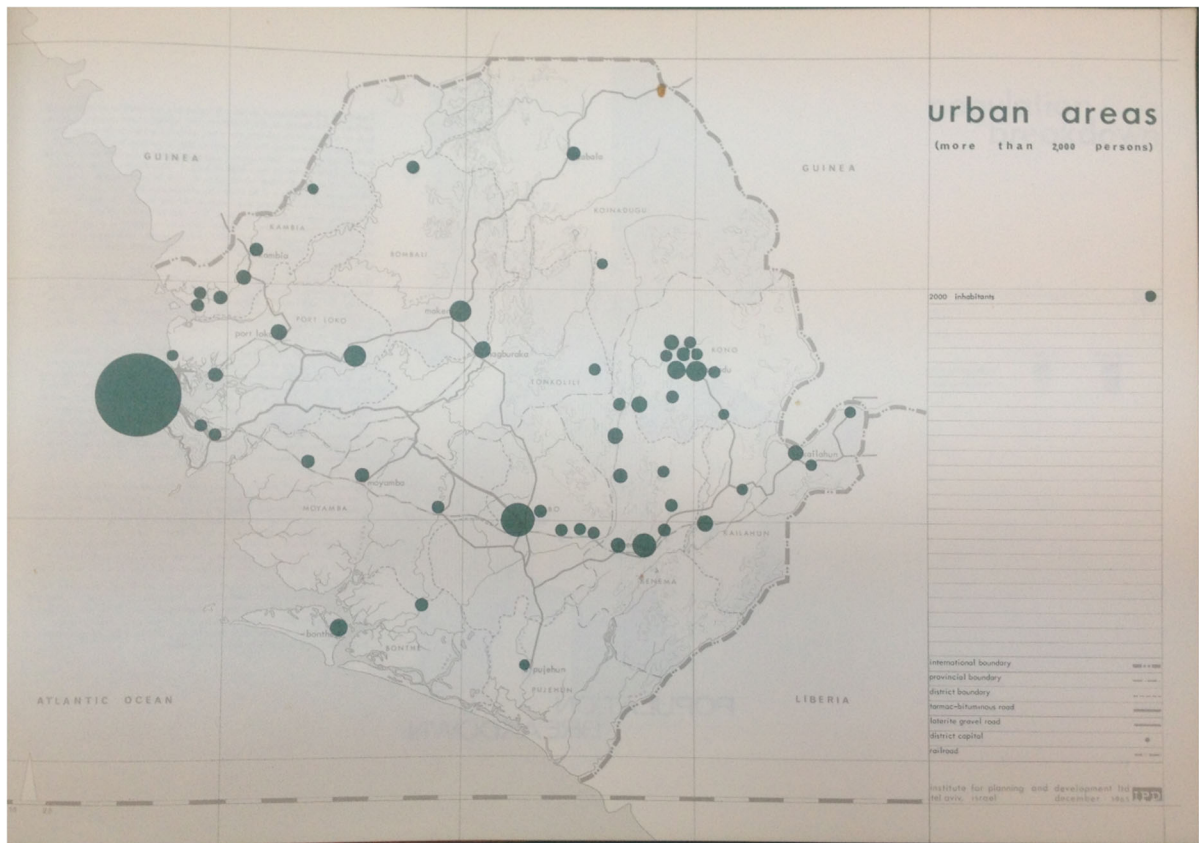 urban areas
(more than 2,000 persons)
GUINEA
GUINEA
KOINADUGU
KAMBIA
BOMBALI
PORT LOKO
port loko
KONO
TONKOLILI
moyamba
MOYAMBA
KAILAHUN
KENEMA
BONTHE
pujehun
PUJEHUN
ATLANTIC OCEAN
LIBERIA
2000 inhabitants
international boundary
provincial boundary
district boundary
tarmac-bituminous road
laterite gravel road
district capital
railroad
institute for planning and development ltd
tel aviv, israel december 1965
IPD